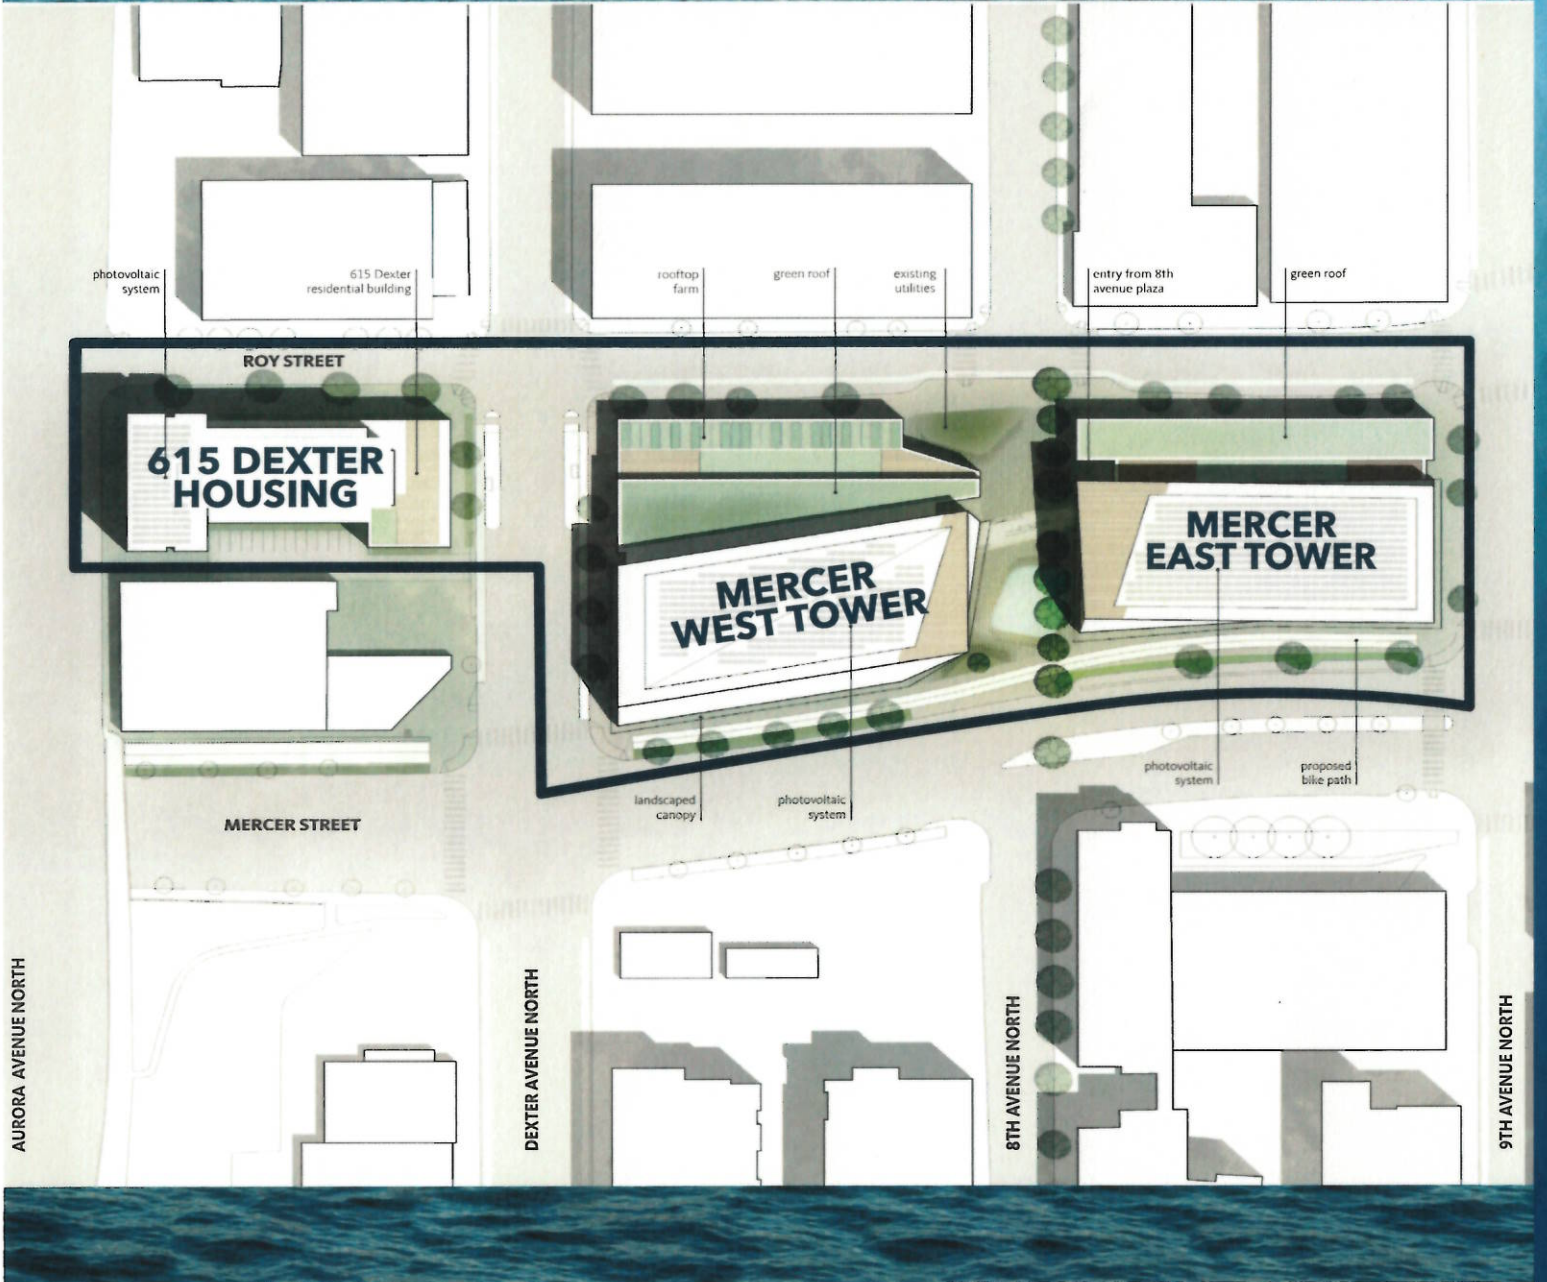 photovoltaic
system
615 Dexter
residential building
rooftop
farm
green roof
existing
utilities
entry from 8th
avenue plaza
green roof
ROY STREET
615 DEXTER
HOUSING
MERCER
WEST TOWER
MERCER
EAST TOWER
landscaped
canopy
photovoltaic
system
photovoltaic
system
proposed
bike path
MERCER STREET
AURORA AVENUE NORTH
DEXTER AVENUE NORTH
8TH AVENUE NORTH
9TH AVENUE NORTH